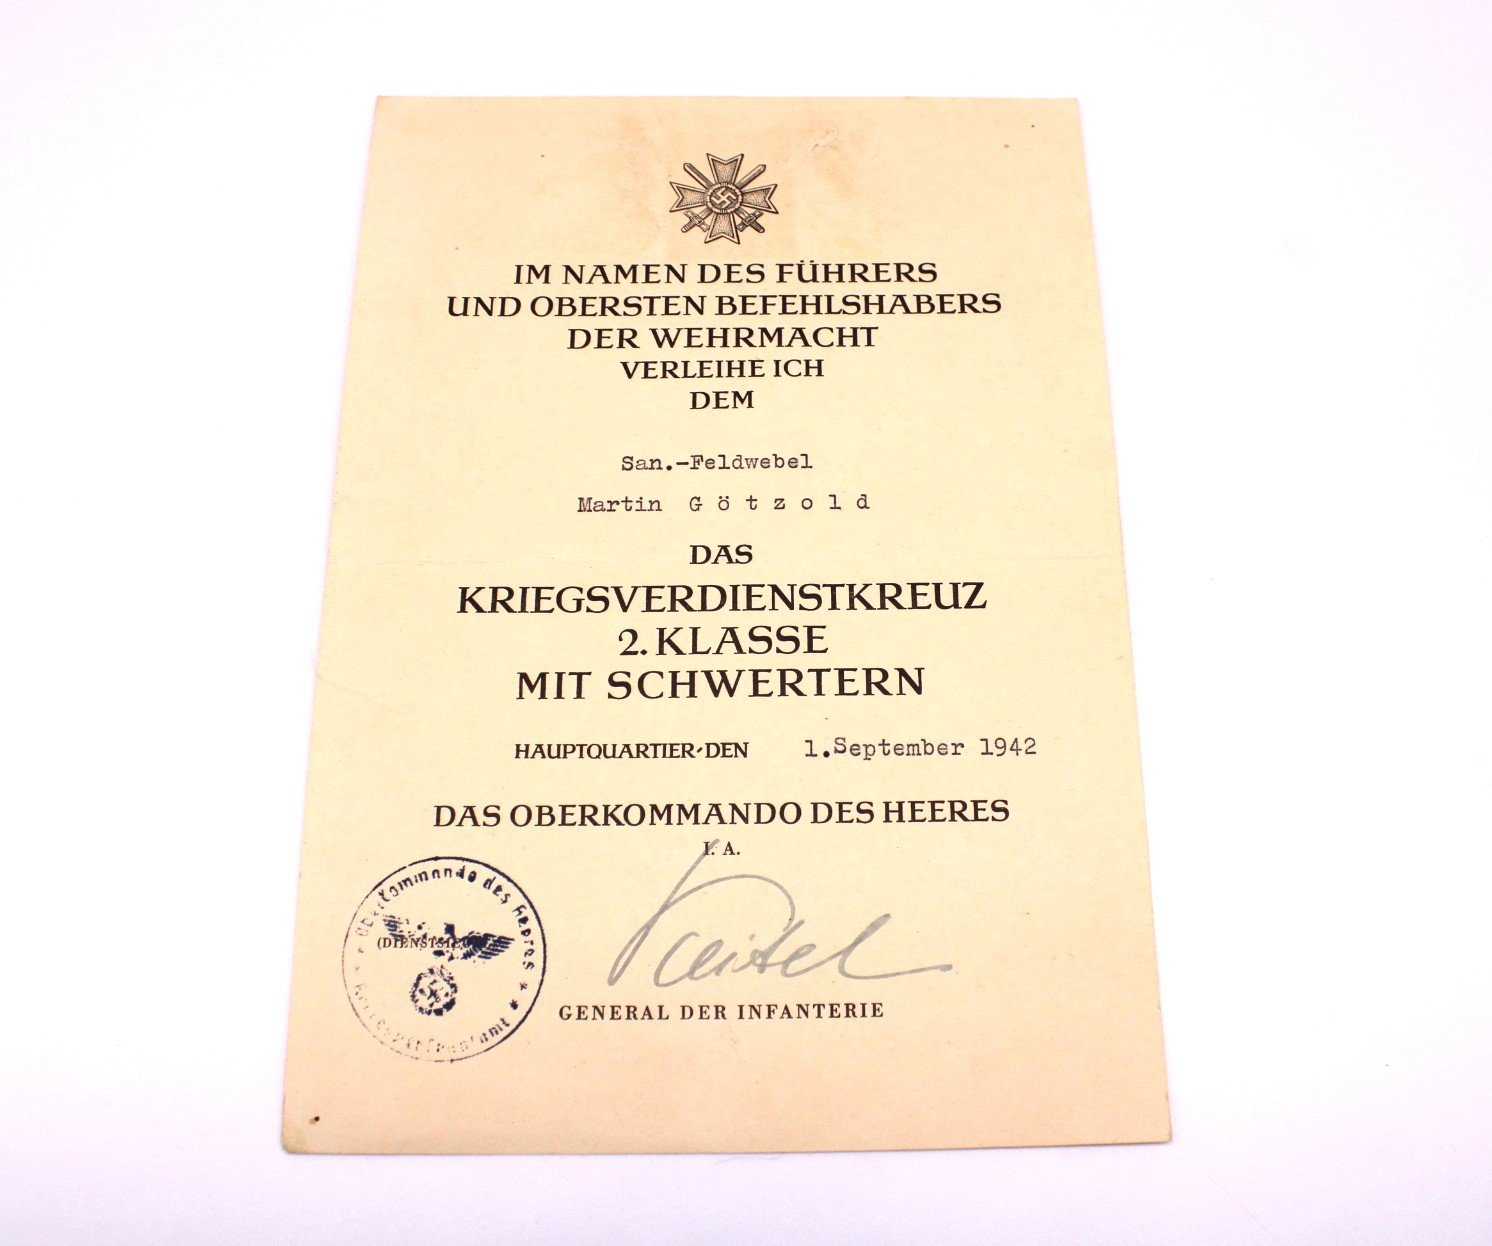 IM NAMEN DES FÜHRERS
UND OBERSTEN BEFEHLSHABERS
DER WEHRMACHT
VERLEIHE ICH
DEM
San.-Feldwebel
Martin Götzold
DAS
KRIEGSVERDIENSTKREUZ
2. KLASSE
MIT SCHWERTERN
HAUPTQUARTIER, DEN 1.September 1942
DAS OBERKOMMANDO DES HEERES
I. A.
Oberkommando des Heeres
(DIENSTSIEGEL)
Keitel
GENERAL DER INFANTERIE